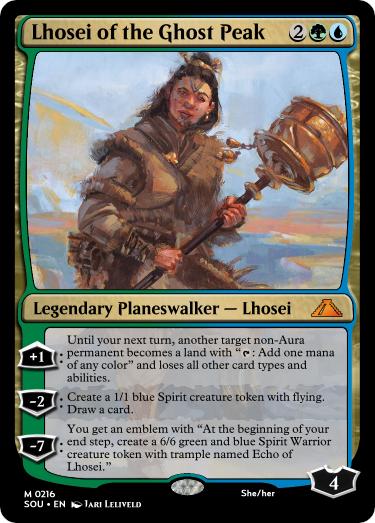 Lhosei of the Ghost Peak 2
Legendary Planeswalker — Lhosei
+1: Until your next turn, another target non-Aura
permanent becomes a land with “: Add one mana
of any color” and loses all other card types and
abilities.
-2: Create a 1/1 blue Spirit creature token with flying.
Draw a card.
-7: You get an emblem with “At the beginning of your
end step, create a 6/6 green and blue Spirit Warrior
creature token with trample named Echo of
Lhosei.”
4
M 0216
SOU • EN Jari Leliveld
She/her